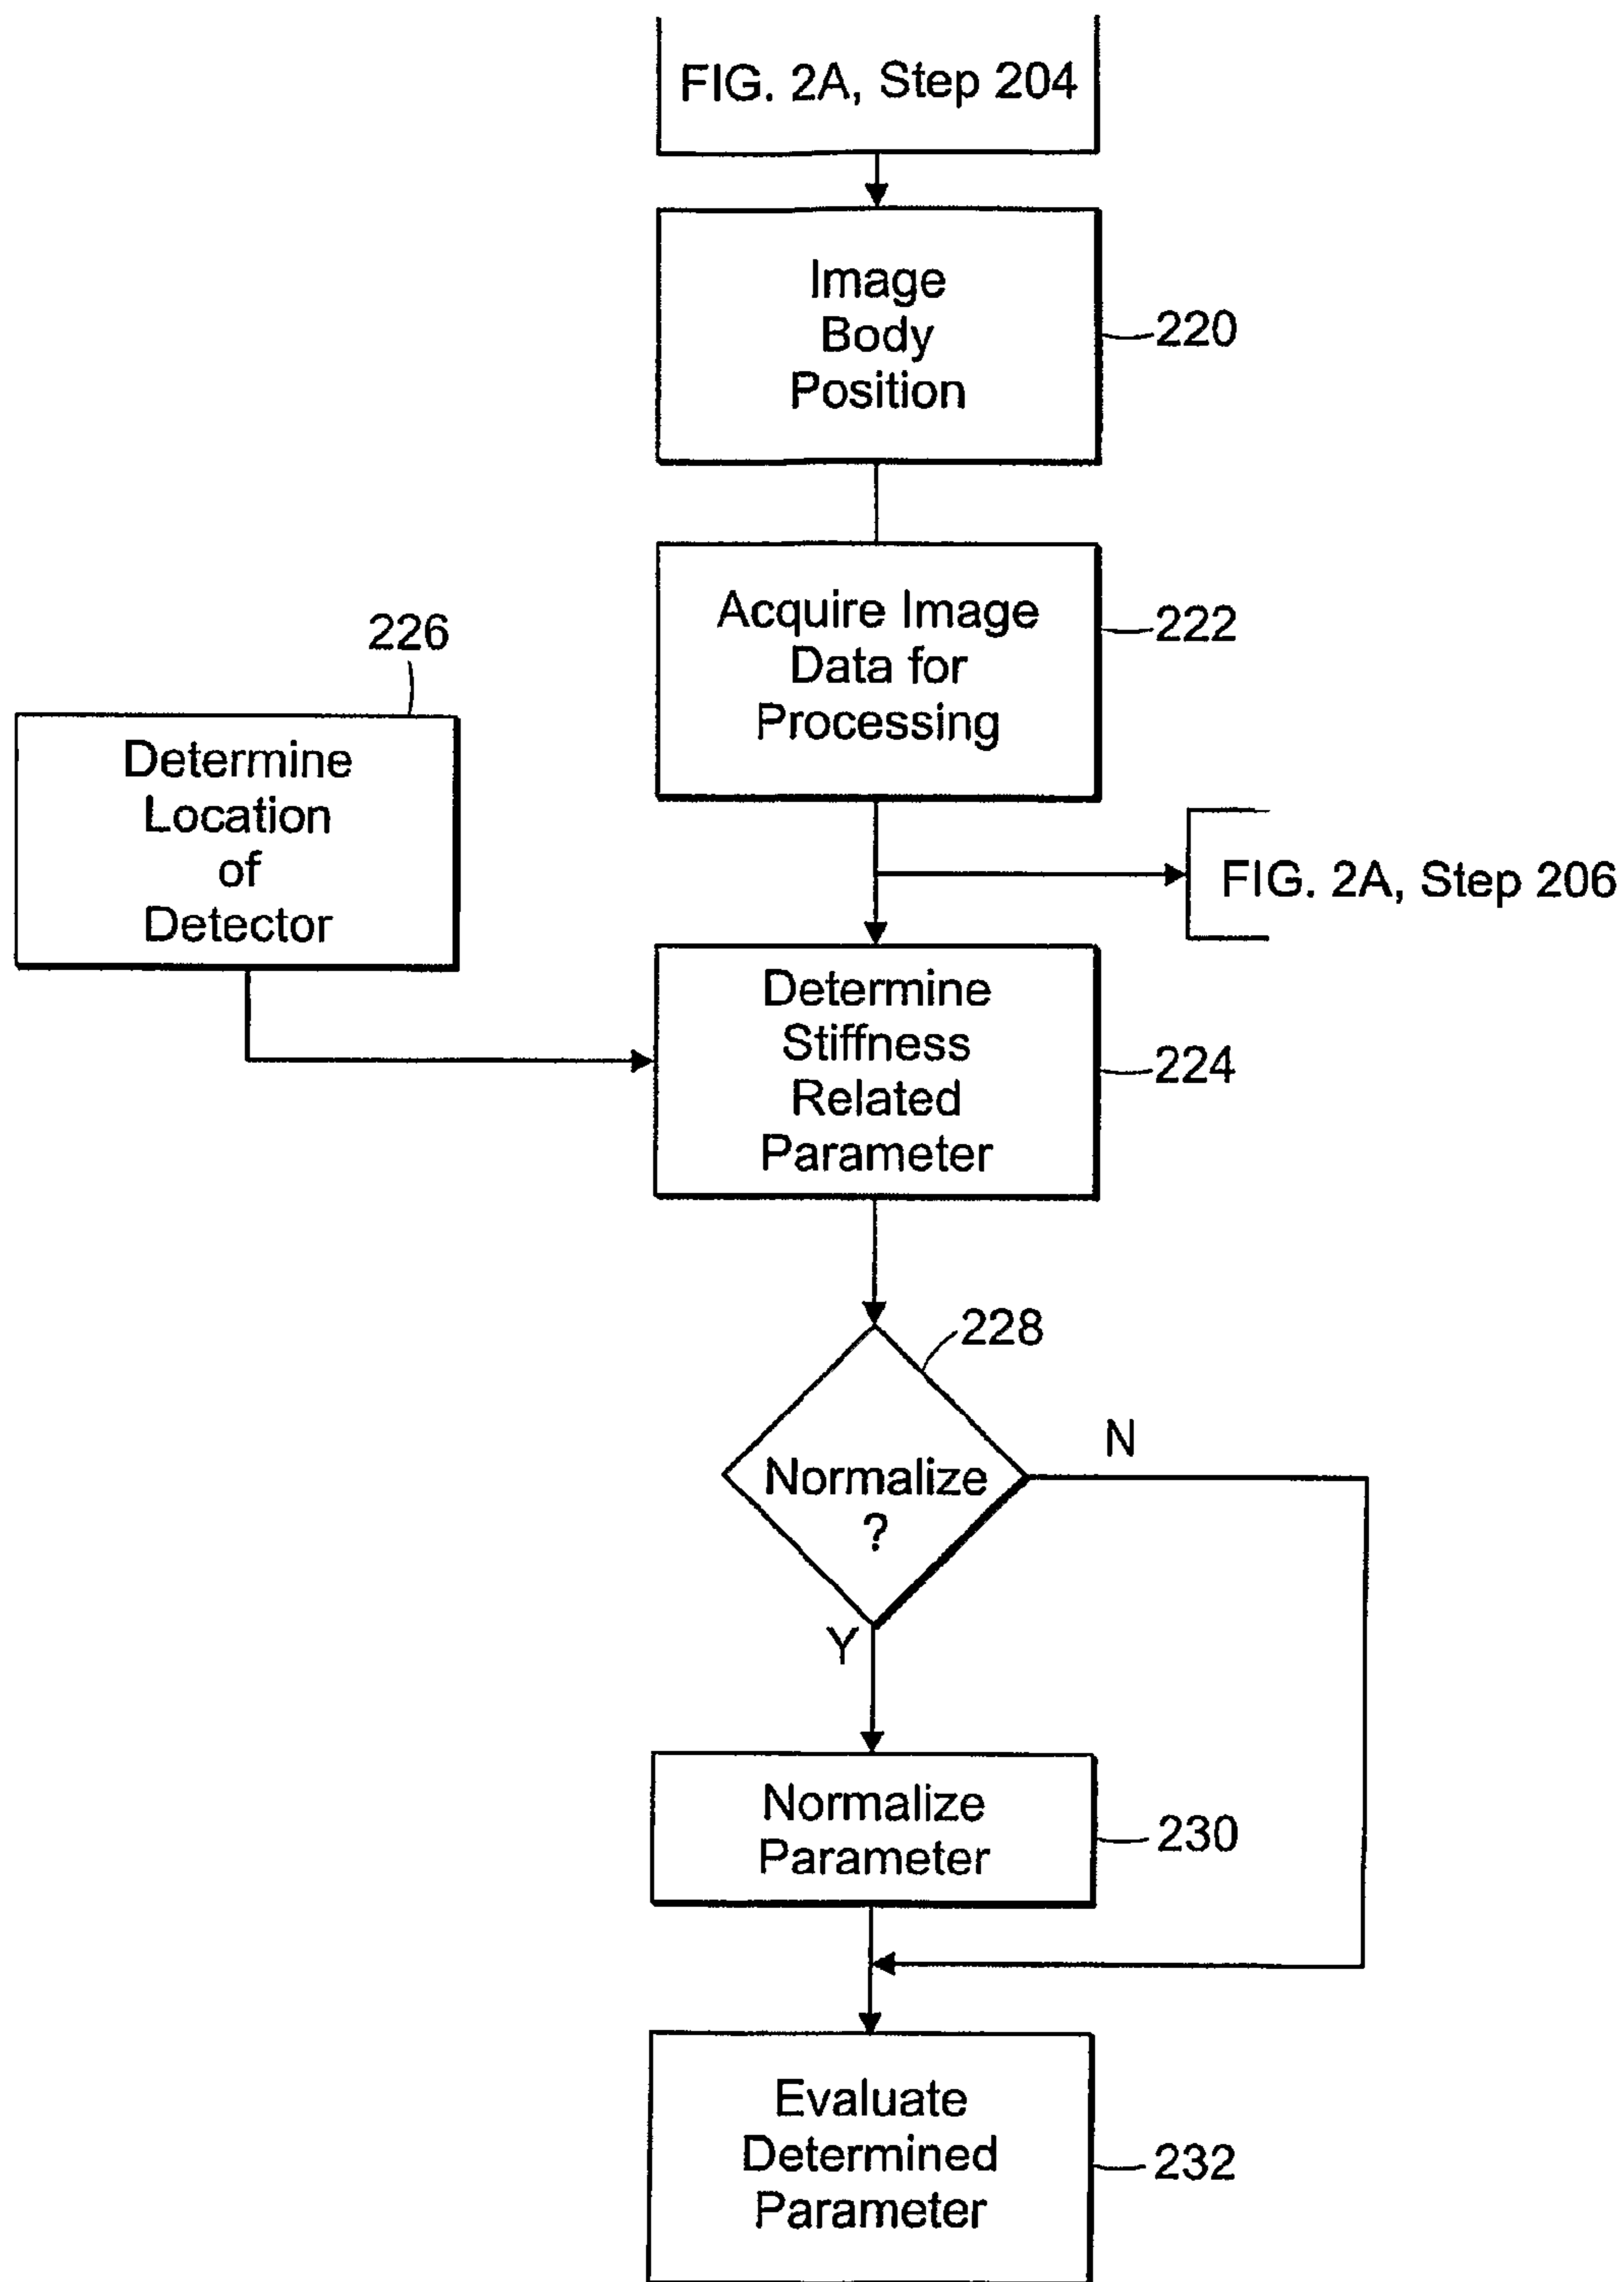 FIG. 2A, Step 204
Image
Body
Position
220
Acquire Image
Data for
Processing
222
226
Determine
Location
of
Detector
FIG. 2A, Step 206
Determine
Stiffness
Related
Parameter
224
228
Normalize
?
N
Y
Normalize
Parameter
230
Evaluate
Determined
Parameter
232